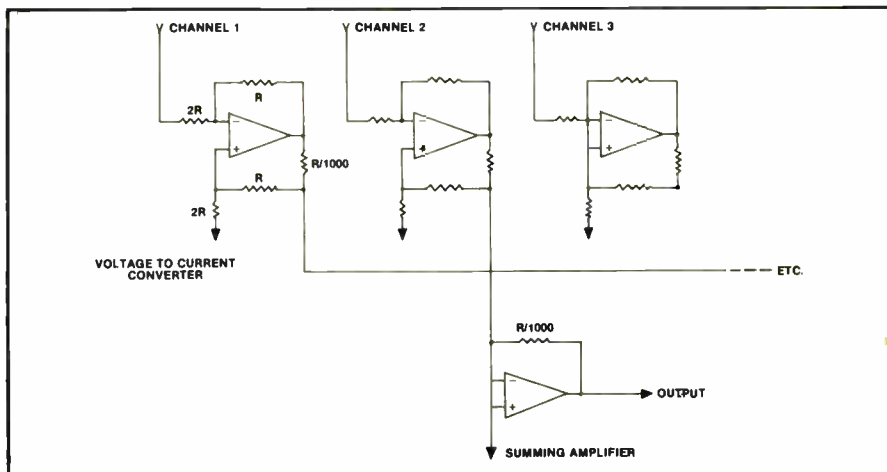 CHANNEL 1
CHANNEL 2
CHANNEL 3
R
2R
−
+
R/1000
R
2R
−
+
−
+
VOLTAGE TO CURRENT
CONVERTER
ETC.
R/1000
−
+
OUTPUT
SUMMING AMPLIFIER